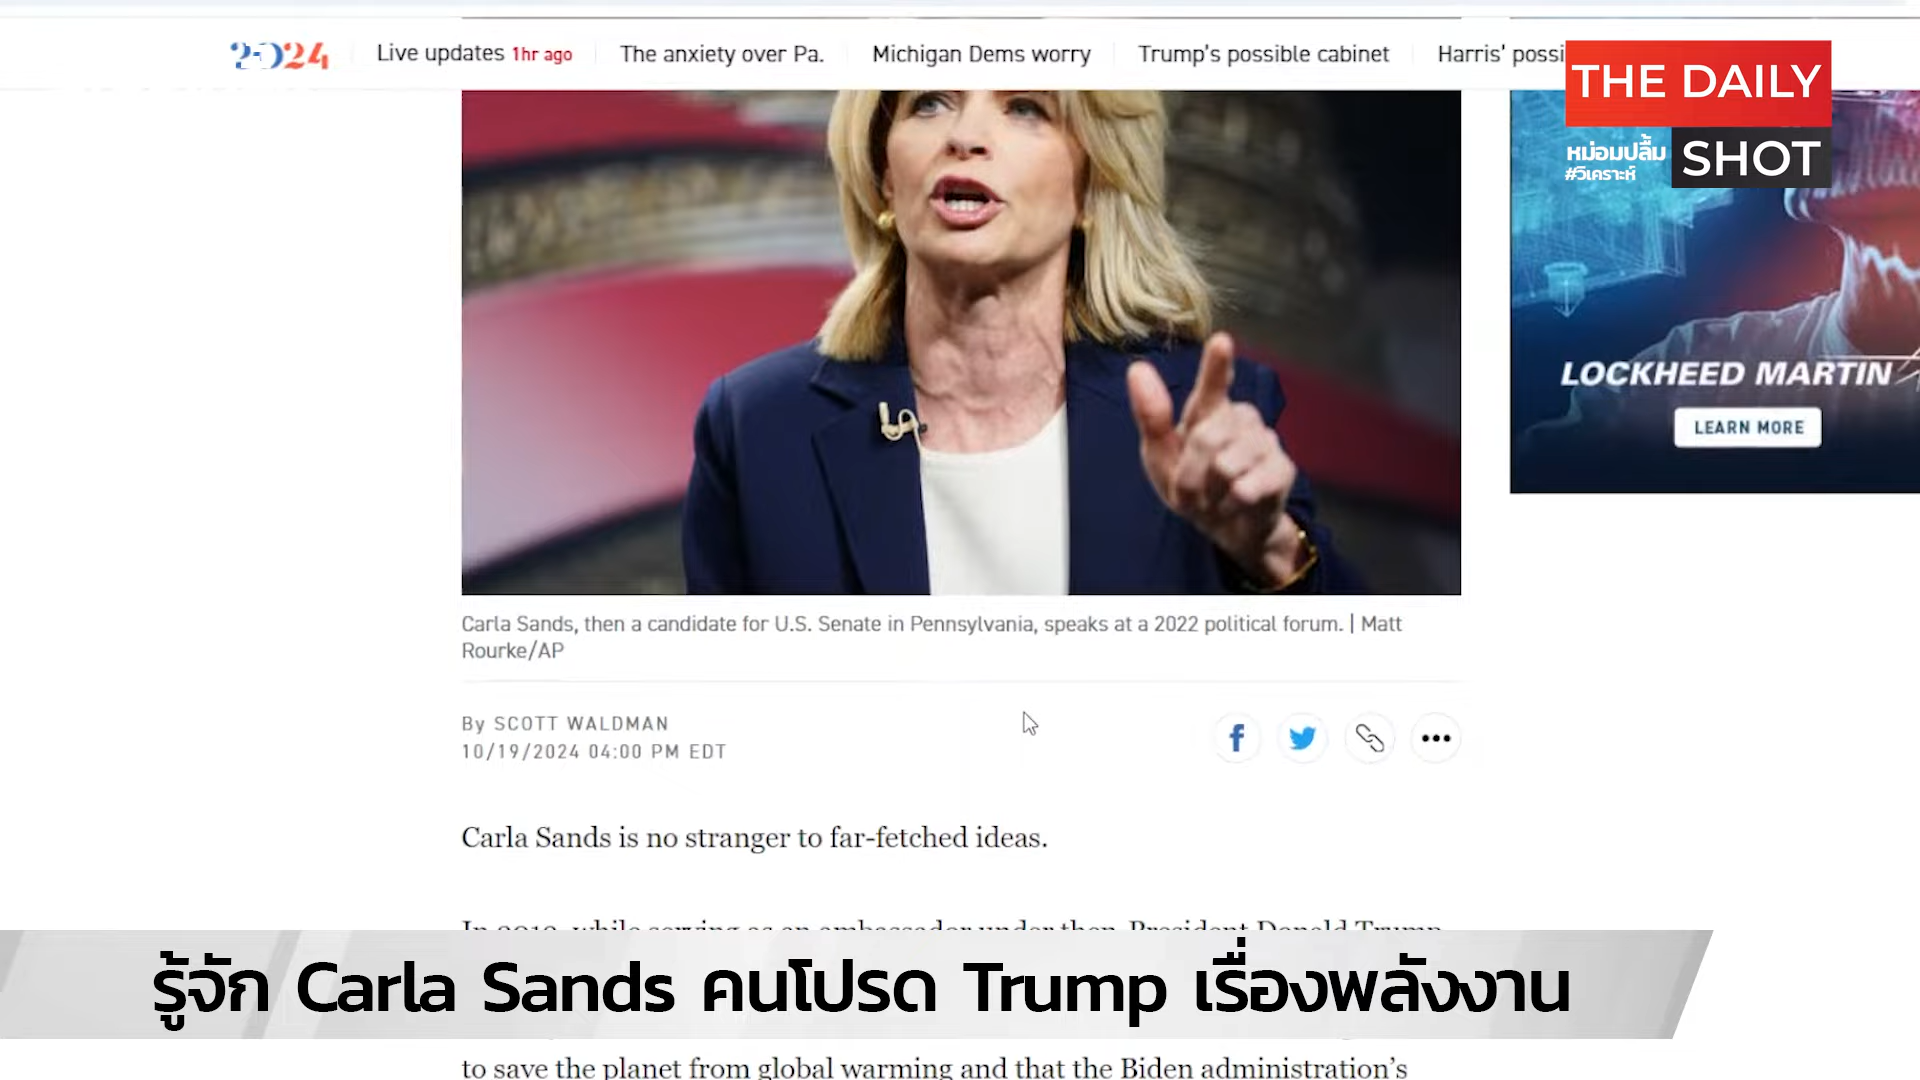 2024
Live updates 1hr ago
The anxiety over Pa.
Michigan Dems worry
Trump's possible cabinet
Harris' possi
THE DAILY
หม่อมปลื้ม
#วิเคราะห์
SHOT
LOCKHEED MARTIN
LEARN MORE
Carla Sands, then a candidate for U.S. Senate in Pennsylvania, speaks at a 2022 political forum. | Matt
Rourke/AP
By SCOTT WALDMAN
10/19/2024 04:00 PM EDT
Carla Sands is no stranger to far-fetched ideas.
In 2019, while serving as an ambassador under then-President Donald Trump,
รู้จัก Carla Sands คนโปรด Trump เรื่องพลังงาน
to save the planet from global warming and that the Biden administration's